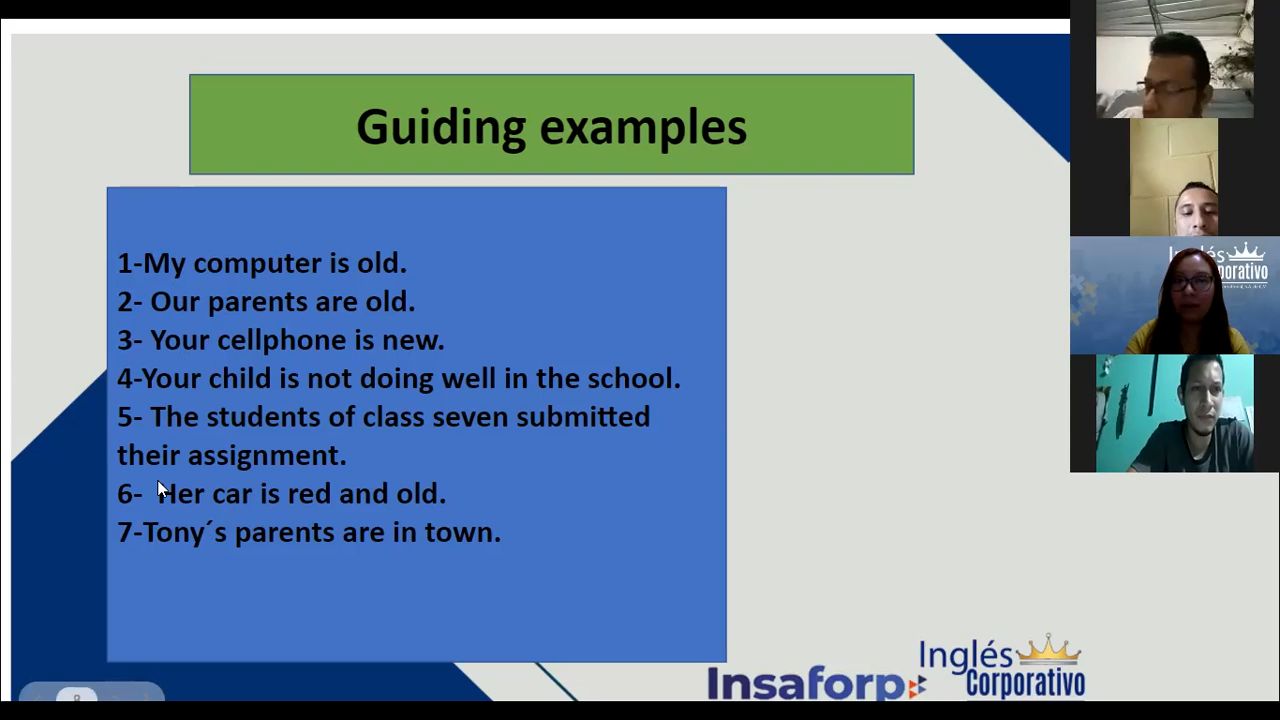 Guiding examples
1-My computer is old.
2- Our parents are old.
3- Your cellphone is new.
4-Your child is not doing well in the school.
5- The students of class seven submitted
their assignment.
6- Her car is red and old.
7-Tony´s parents are in town.
Insaforp
Inglés
Corporativo
Inglés
orporativo